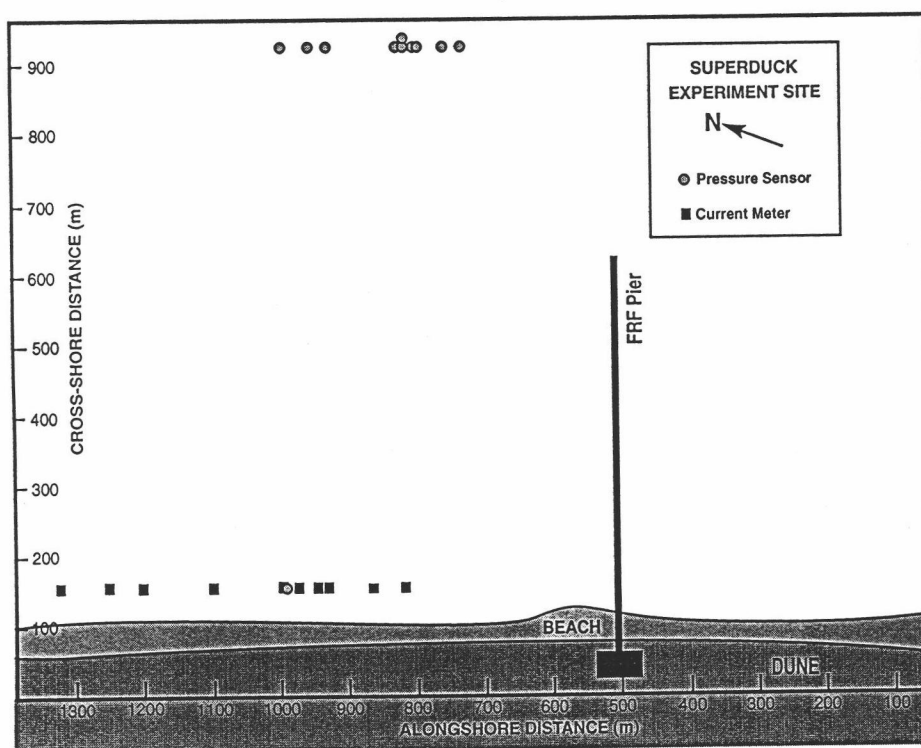 900
800
700
600
500
400
300
200
100
CROSS-SHORE DISTANCE (m)
SUPERDUCK
EXPERIMENT SITE
N
Pressure Sensor
Current Meter
FRF Pier
BEACH
DUNE
1300 1200 1100 1000 900 800 700 600 500 400 300 200 100
ALONGSHORE DISTANCE (m)